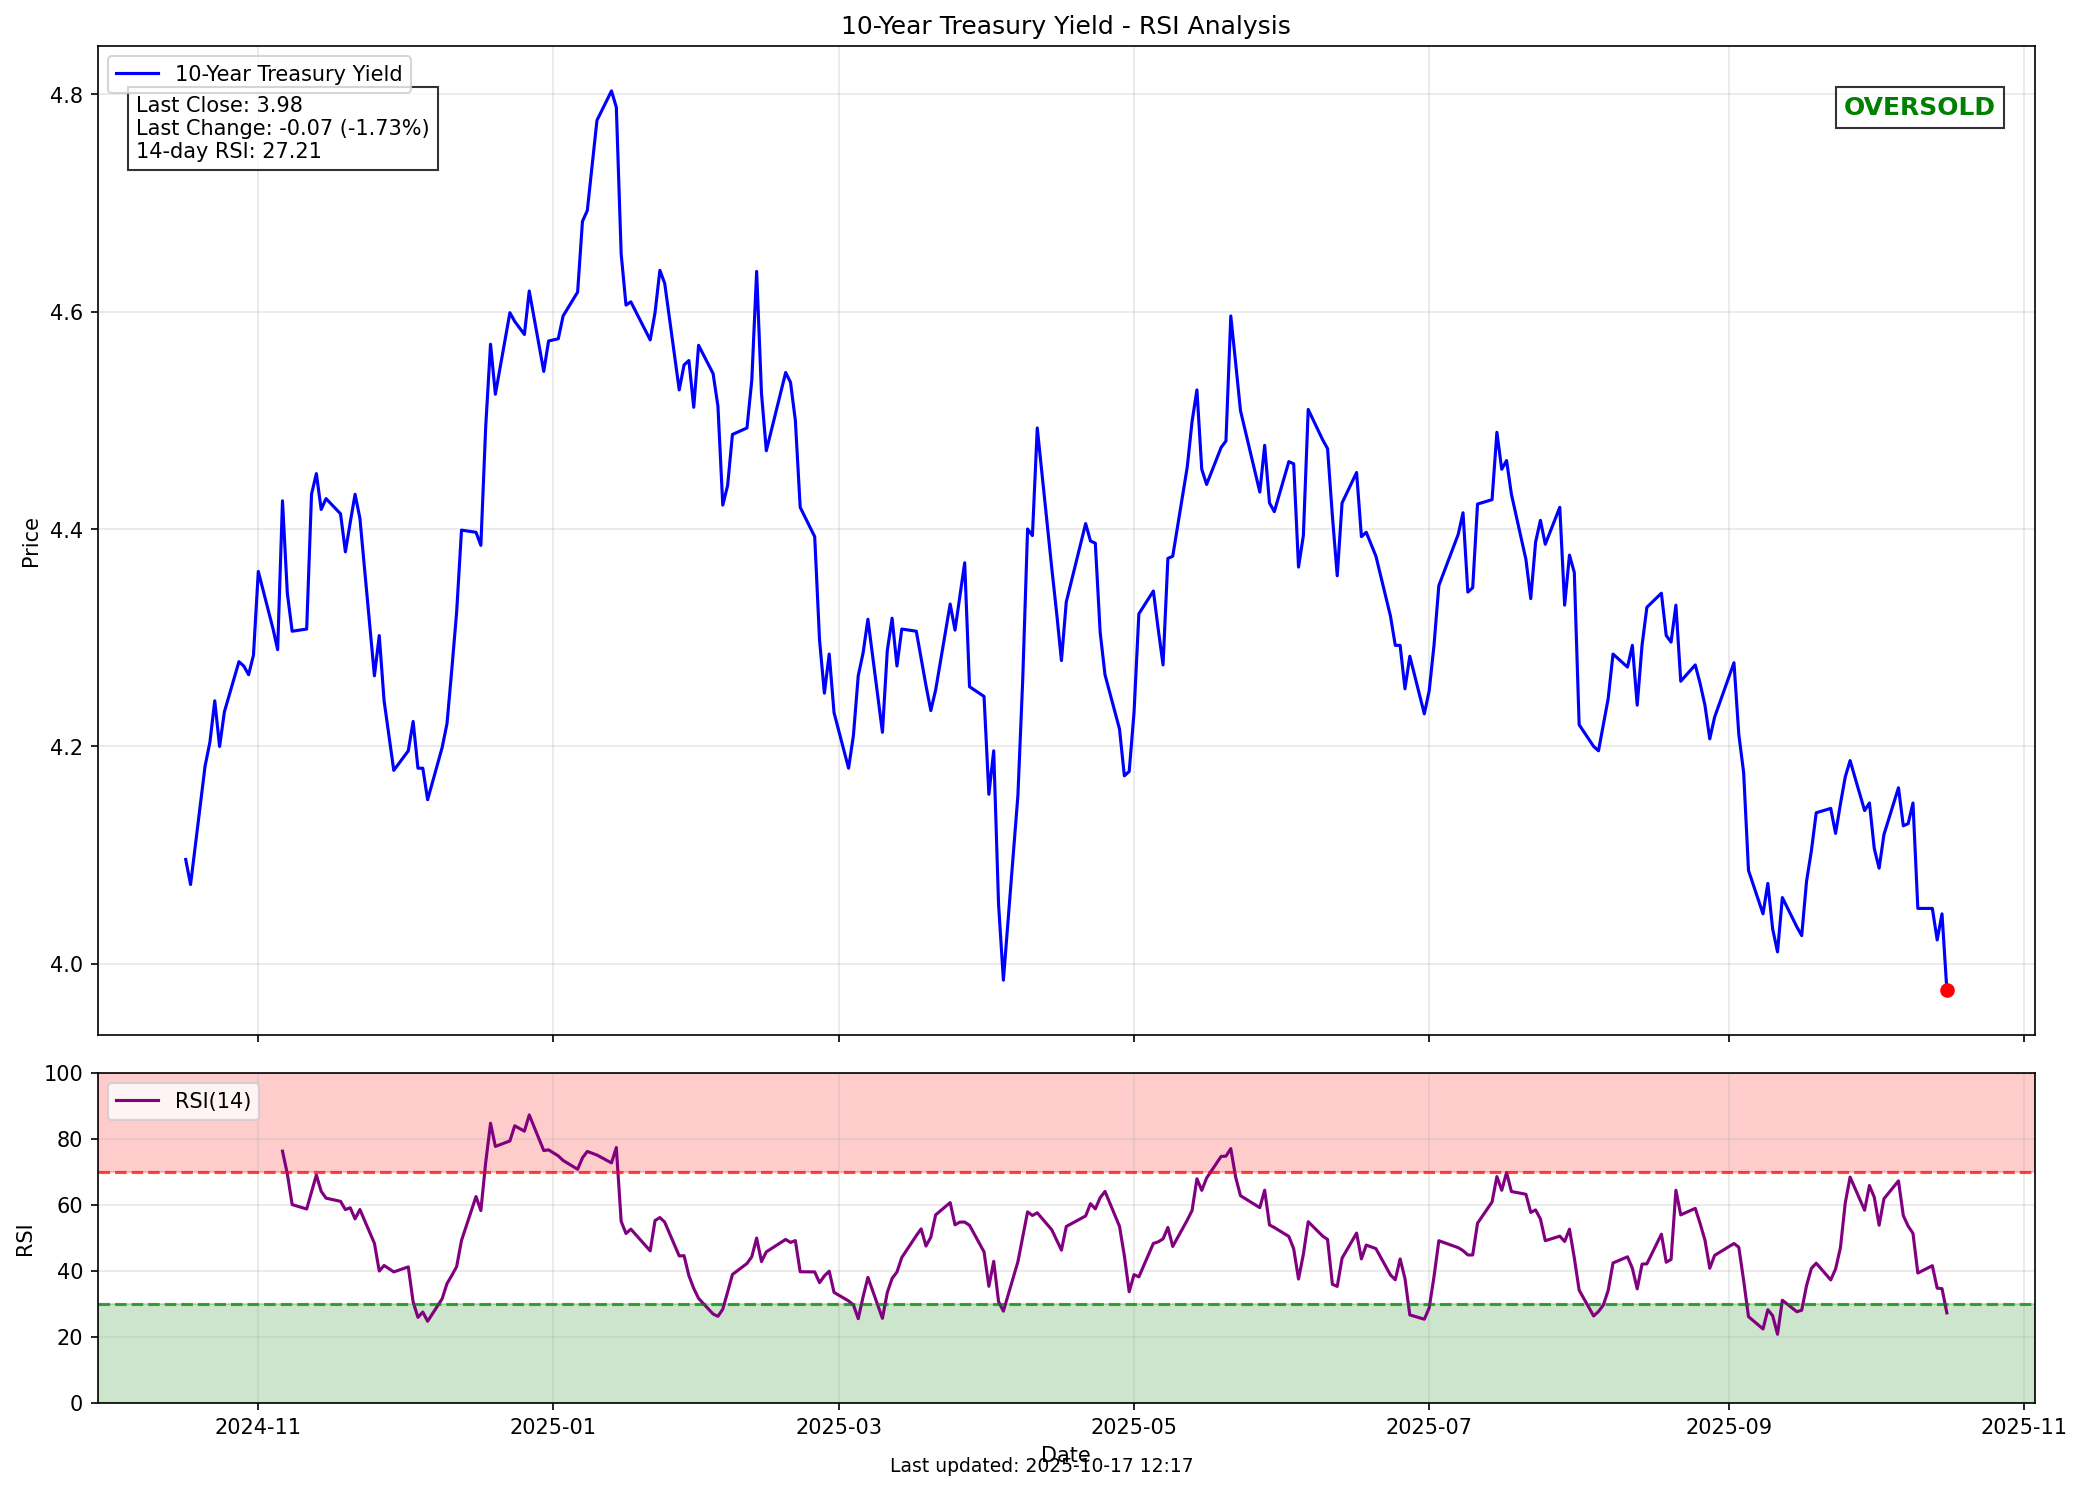 10-Year Treasury Yield - RSI Analysis
10-Year Treasury Yield
Last Close: 3.98
Last Change: -0.07 (-1.73%)
14-day RSI: 27.21
OVERSOLD
Price
4.8
4.6
4.4
4.2
4.0
RSI(14)
RSI
100
80
60
40
20
0
2024-11
2025-01
2025-03
2025-05
2025-07
2025-09
2025-11
Date
Last updated: 2025-10-17 12:17